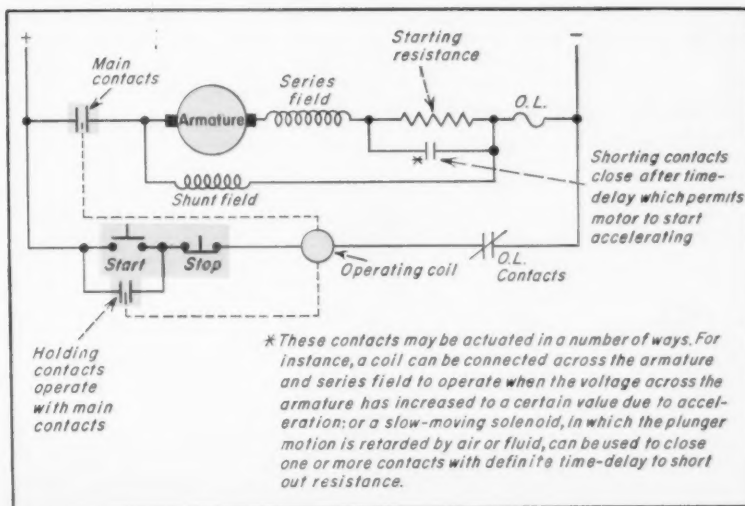 +
−
Main
contacts
Armature
Series
field
Starting
resistance
O.L.
*
Shorting contacts
close after time-
delay which permits
motor to start
accelerating
Shunt field
Start
Stop
Operating coil
O.L.
Contacts
Holding
contacts
operate
with main
contacts
* These contacts may be actuated in a number of ways. For
instance, a coil can be connected across the armature
and series field to operate when the voltage across the
armature has increased to a certain value due to accel-
eration: or a slow-moving solenoid, in which the plunger
motion is retarded by air or fluid, can be used to close
one or more contacts with definite time-delay to short
out resistance.